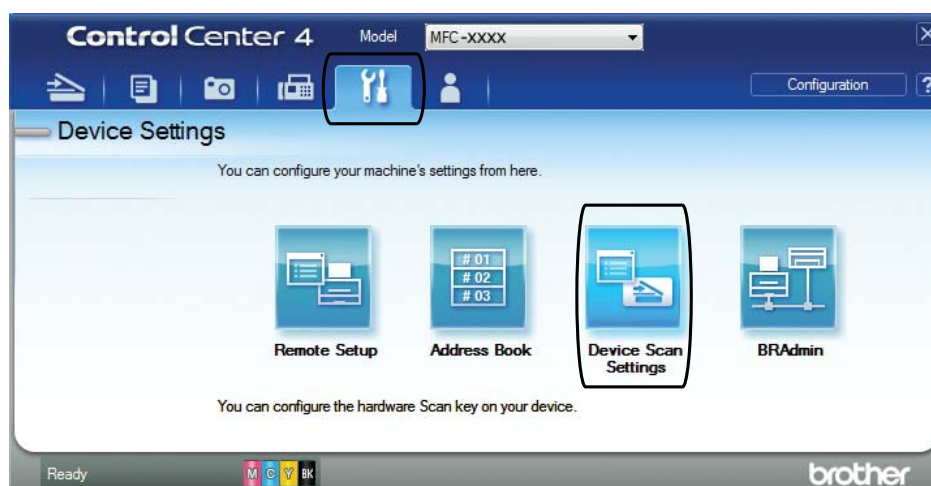 Control Center 4 Model MFC-XXXX
Configuration ?
Device Settings
You can configure your machine's settings from here.
# 01
# 02
# 03
Remote Setup Address Book Device Scan Settings BRAdmin
You can configure the hardware Scan key on your device.
Ready M C Y BK brother